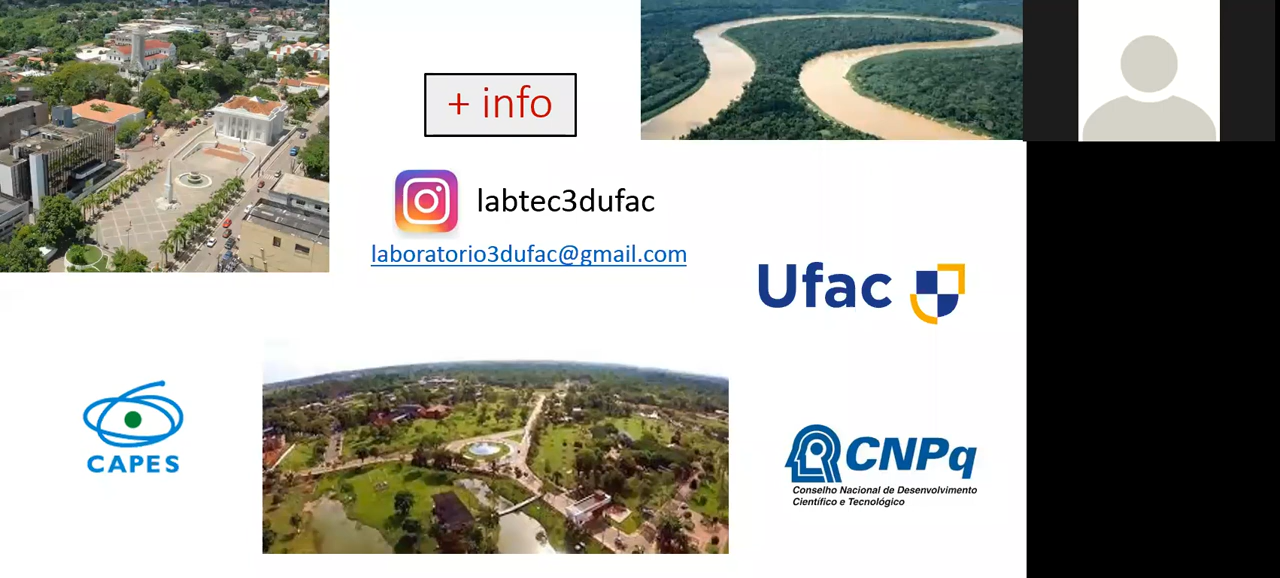 + info
labtec3dufac
laboratorio3dufac@gmail.com
Ufac
CAPES
CNPq
Conselho Nacional de Desenvolvimento
Científico e Tecnológico